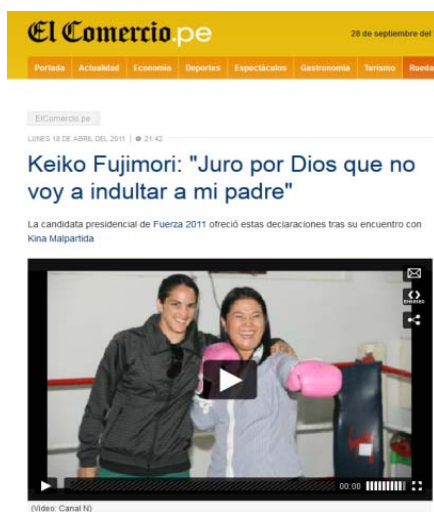 El Comercio.pe
28 de septiembre del
Portada Actualidad Economía Deportes Espectáculos Gastronomía Turismo Rueda
ElComercio.pe
LUNES 18 DE ABRIL DEL 2011 | 21:42
Keiko Fujimori: "Juro por Dios que no
voy a indultar a mi padre"
La candidata presidencial de Fuerza 2011 ofreció estas declaraciones tras su encuentro con
Kina Malpartida
EMBED
00:00
(Video: Canal N)